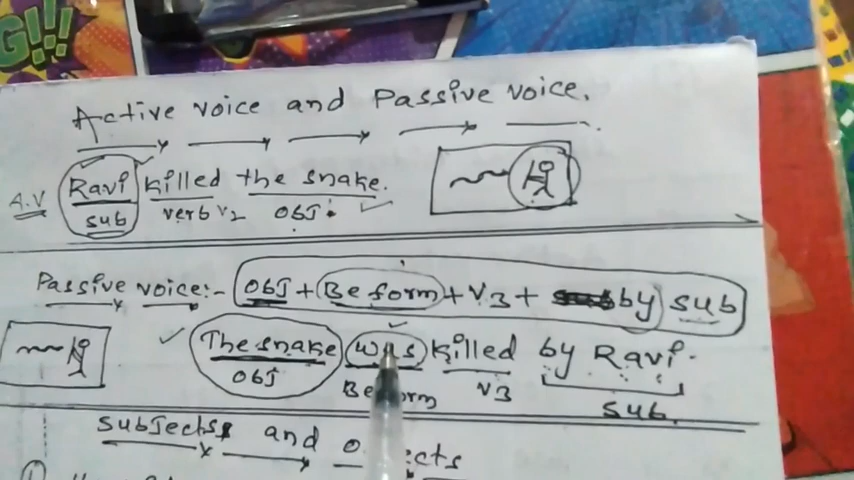 G!!!
Active voice and Passive voice.
A.V Ravi killed the snake.
sub verb V2 OBJ.
Passive voice:- OBJ + Be form + V3 + by sub
The snake was killed by Ravi.
OBJ Be form V3 sub
subjects and